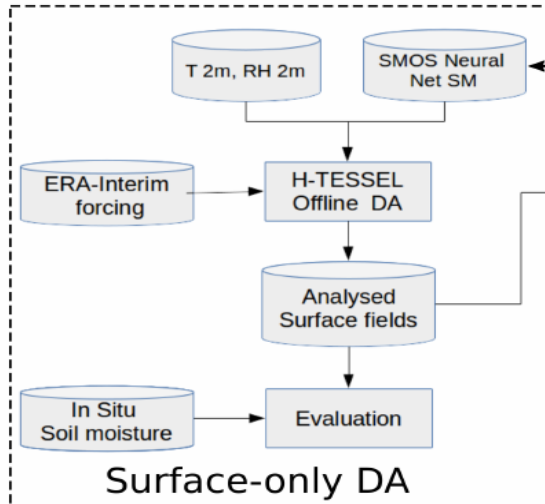 T 2m, RH 2m
SMOS Neural
Net SM
ERA-Interim
forcing
H-TESSEL
Offline DA
Analysed
Surface fields
In Situ
Soil moisture
Evaluation
Surface-only DA